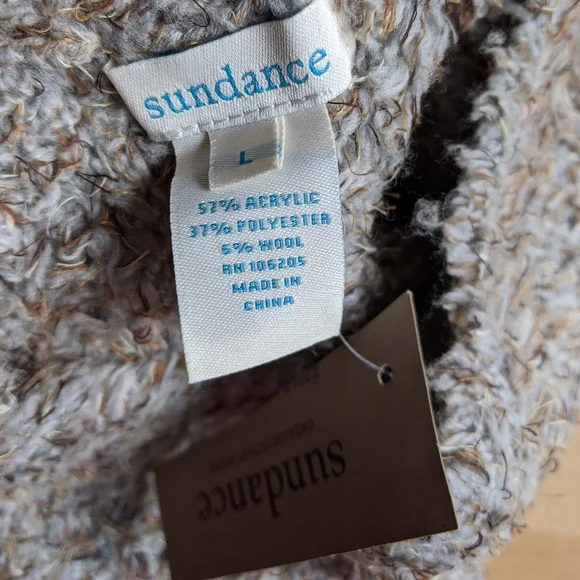 sundance
L
57% ACRYLIC
37% POLYESTER
6% WOOL
RN 106205
MADE IN
CHINA
sundance